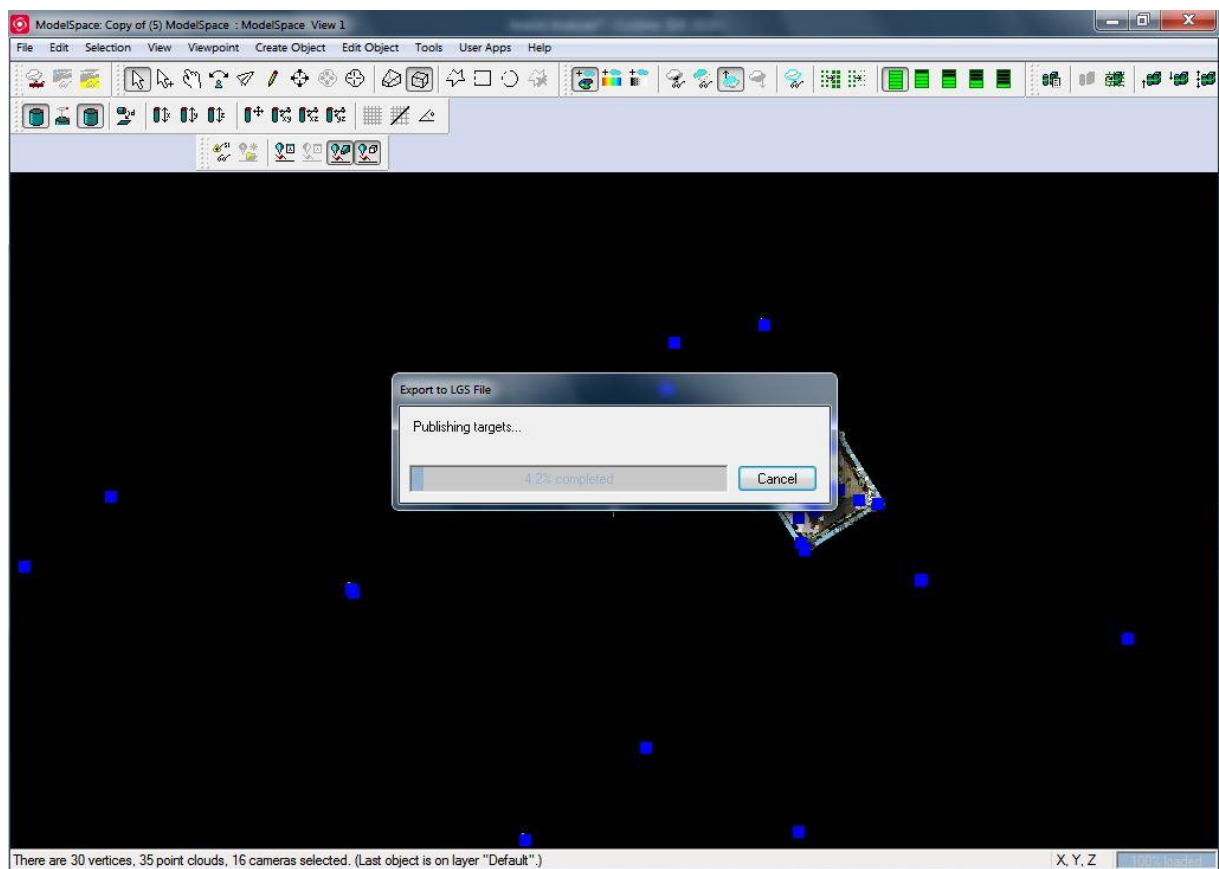 ModelSpace: Copy of (5) ModelSpace : ModelSpace View 1
File Edit Selection View Viewpoint Create Object Edit Object Tools User Apps Help
Export to LGS File
Publishing targets...
4.2% completed
Cancel
There are 30 vertices, 35 point clouds, 16 cameras selected. (Last object is on layer "Default".)
X, Y, Z
100% loaded